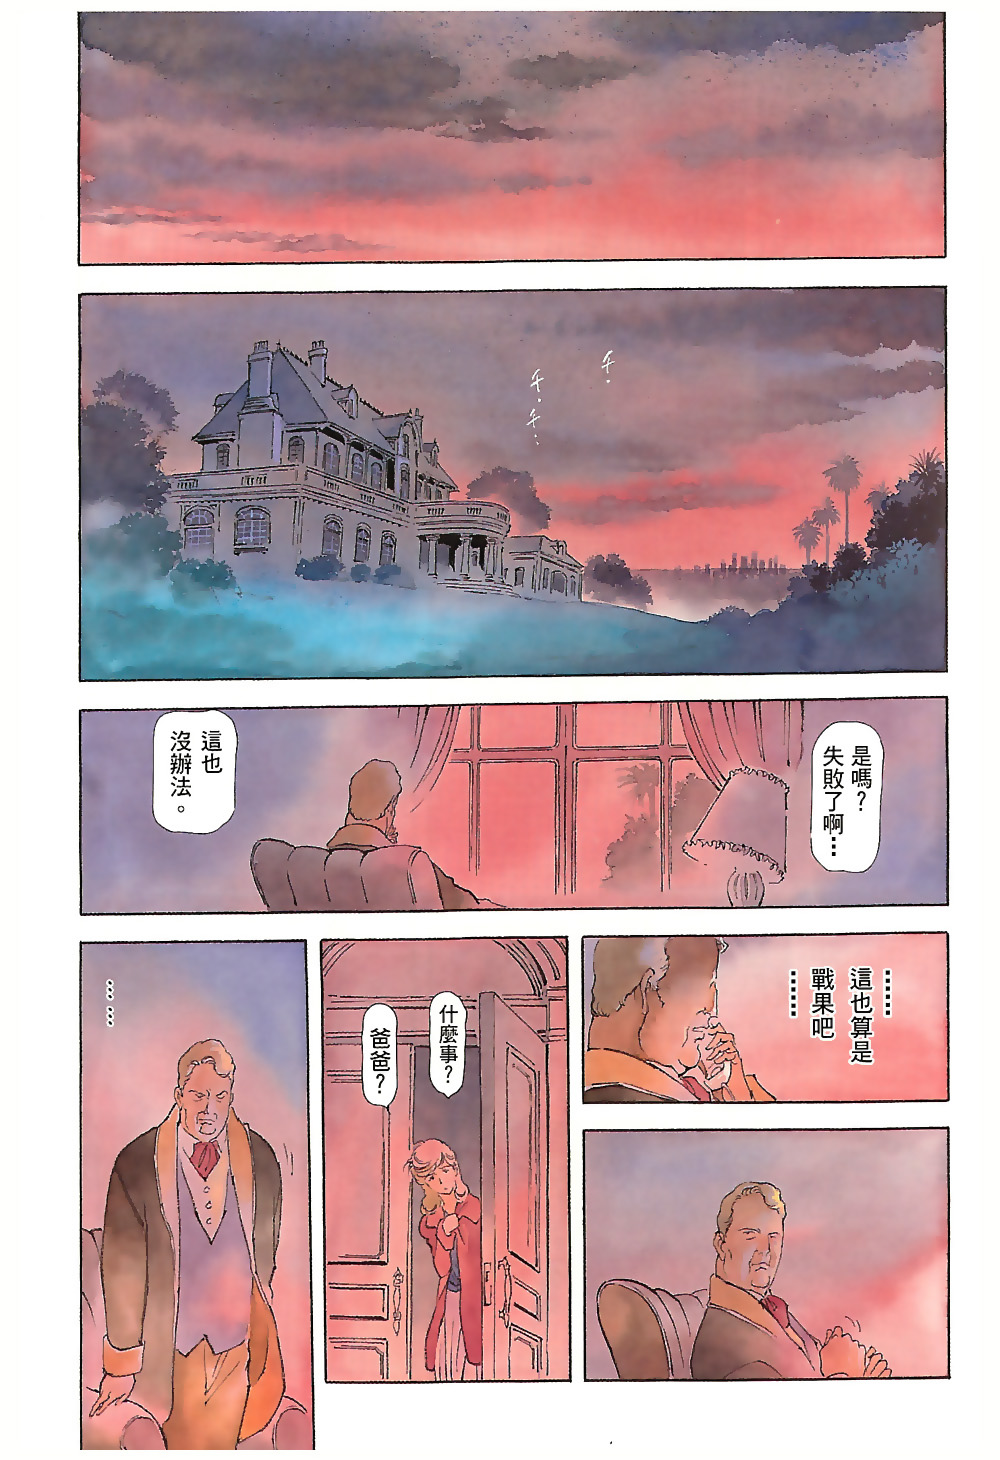 チ・
チ・チ…
是嗎？
失敗了啊…
這也
沒辦法。
……
這也算是
戰果吧
……
什麼事？
爸爸？
……